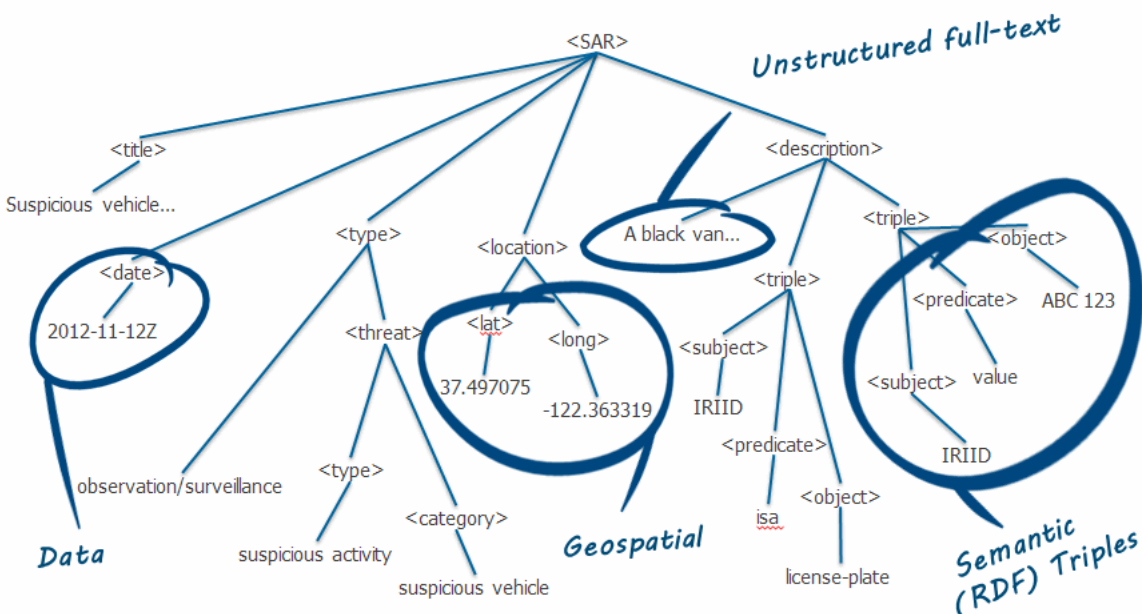 <SAR>
Unstructured full-text
<title>
<description>
Suspicious vehicle...
<type>
<location>
A black van...
<triple>
<object>
<date>
<triple>
<predicate>
ABC 123
2012-11-12Z
<threat>
<lat>
<long>
<subject>
<subject>
value
37.497075
-122.363319
IRIID
<predicate>
IRIID
<type>
observation/surveillance
<object>
<category>
isa
Data
suspicious activity
Geospatial
Semantic
(RDF) Triples
suspicious vehicle
license-plate